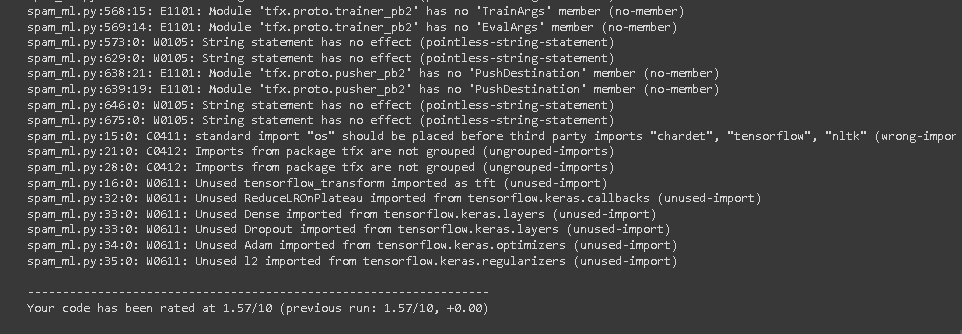 spam_ml.py:568:15: E1101: Module 'tfx.proto.trainer_pb2' has no 'TrainArgs' member (no-member)
spam_ml.py:569:14: E1101: Module 'tfx.proto.trainer_pb2' has no 'EvalArgs' member (no-member)
spam_ml.py:573:0: W0105: String statement has no effect (pointless-string-statement)
spam_ml.py:629:0: W0105: String statement has no effect (pointless-string-statement)
spam_ml.py:638:21: E1101: Module 'tfx.proto.pusher_pb2' has no 'PushDestination' member (no-member)
spam_ml.py:639:19: E1101: Module 'tfx.proto.pusher_pb2' has no 'PushDestination' member (no-member)
spam_ml.py:646:0: W0105: String statement has no effect (pointless-string-statement)
spam_ml.py:675:0: W0105: String statement has no effect (pointless-string-statement)
spam_ml.py:15:0: C0411: standard import "os" should be placed before third party imports "chardet", "tensorflow", "nltk" (wrong-impor
spam_ml.py:21:0: C0412: Imports from package tfx are not grouped (ungrouped-imports)
spam_ml.py:28:0: C0412: Imports from package tfx are not grouped (ungrouped-imports)
spam_ml.py:16:0: W0611: Unused tensorflow_transform imported as tft (unused-import)
spam_ml.py:32:0: W0611: Unused ReduceLROnPlateau imported from tensorflow.keras.callbacks (unused-import)
spam_ml.py:33:0: W0611: Unused Dense imported from tensorflow.keras.layers (unused-import)
spam_ml.py:33:0: W0611: Unused Dropout imported from tensorflow.keras.layers (unused-import)
spam_ml.py:34:0: W0611: Unused Adam imported from tensorflow.keras.optimizers (unused-import)
spam_ml.py:35:0: W0611: Unused l2 imported from tensorflow.keras.regularizers (unused-import)
------------------------------------------------------------------
Your code has been rated at 1.57/10 (previous run: 1.57/10, +0.00)